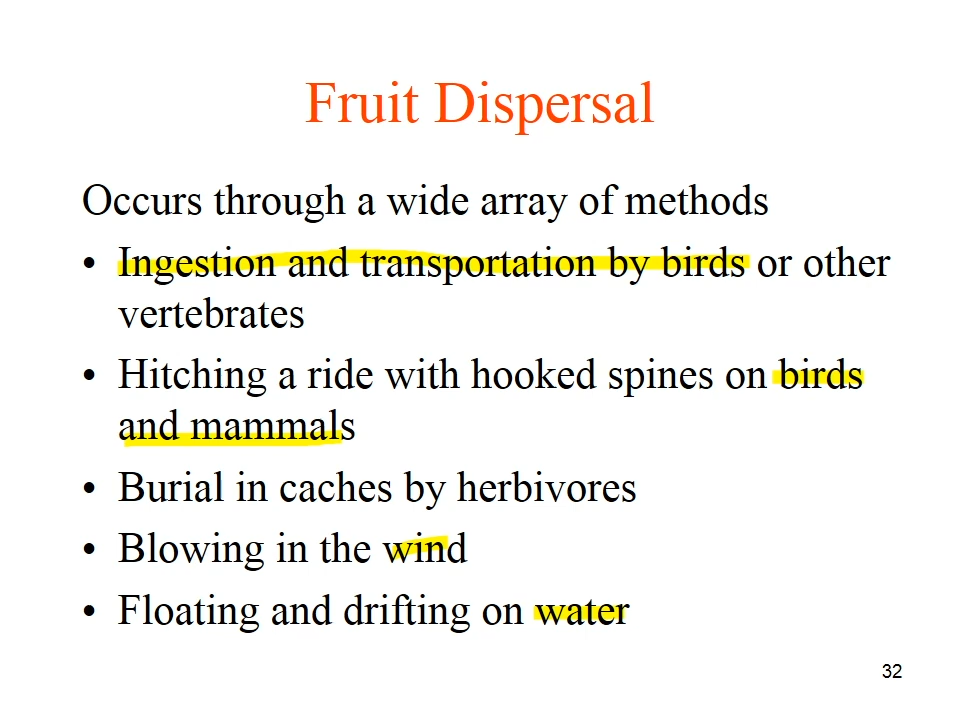 Fruit Dispersal
Occurs through a wide array of methods
• Ingestion and transportation by birds or other
vertebrates
• Hitching a ride with hooked spines on birds
and mammals
• Burial in caches by herbivores
• Blowing in the wind
• Floating and drifting on water
32